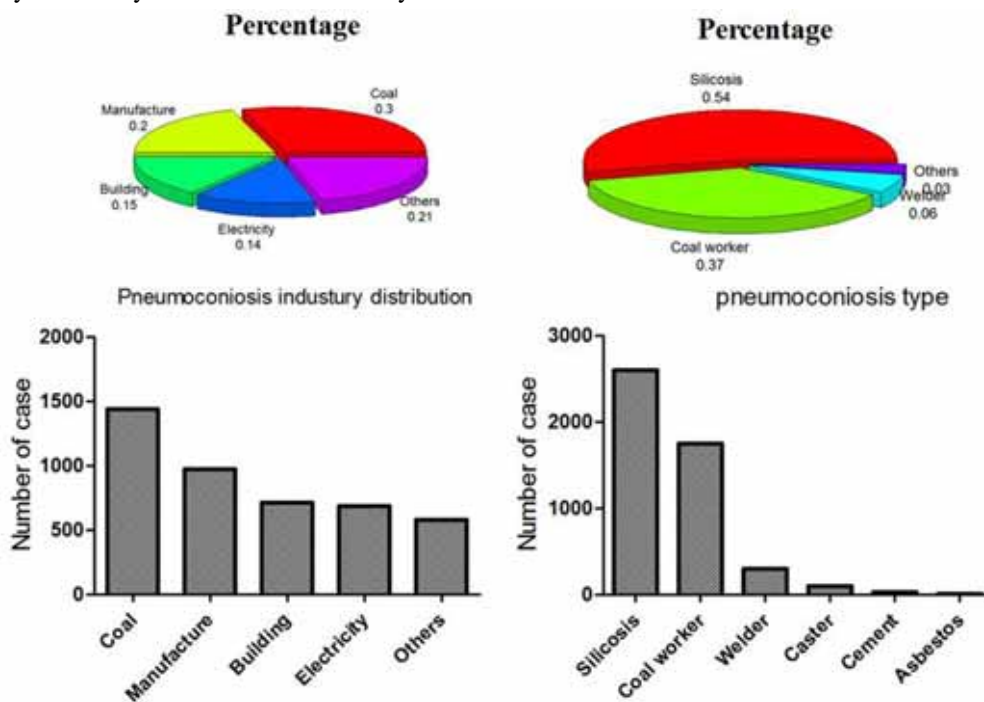 Percentage
Coal
0.3
Manufacture
0.2
Building
0.15
Electricity
0.14
Others
0.21
Pneumoconiosis industury distribution
Percentage
Silicosis
0.54
Others
0.03
Welder
0.06
Coal worker
0.37
pneumoconiosis type
Number of case
2000
1500
1000
500
0
Coal
Manufacture
Building
Electricity
Others
Number of case
3000
2000
1000
0
Silicosis
Coal worker
Welder
Caster
Cement
Asbestos